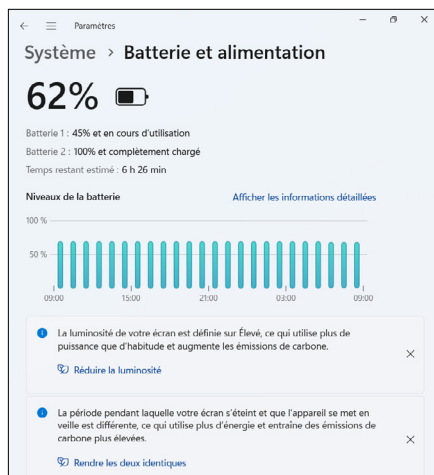 Paramètres
Système > Batterie et alimentation
62%
Batterie 1 : 45% et en cours d'utilisation
Batterie 2 : 100% et complètement chargé
Temps restant estimé : 6 h 26 min
Niveaux de la batterie Afficher les informations détaillées
100 %
50 %
09:00 15:00 21:00 03:00 09:00
La luminosité de votre écran est définie sur Élevé, ce qui utilise plus de
puissance que d'habitude et augmente les émissions de carbone.
Réduire la luminosité
La période pendant laquelle votre écran s'éteint et que l'appareil se met en
veille est différente, ce qui utilise plus d'énergie et entraîne des émissions de
carbone plus élevées.
Rendre les deux identiques